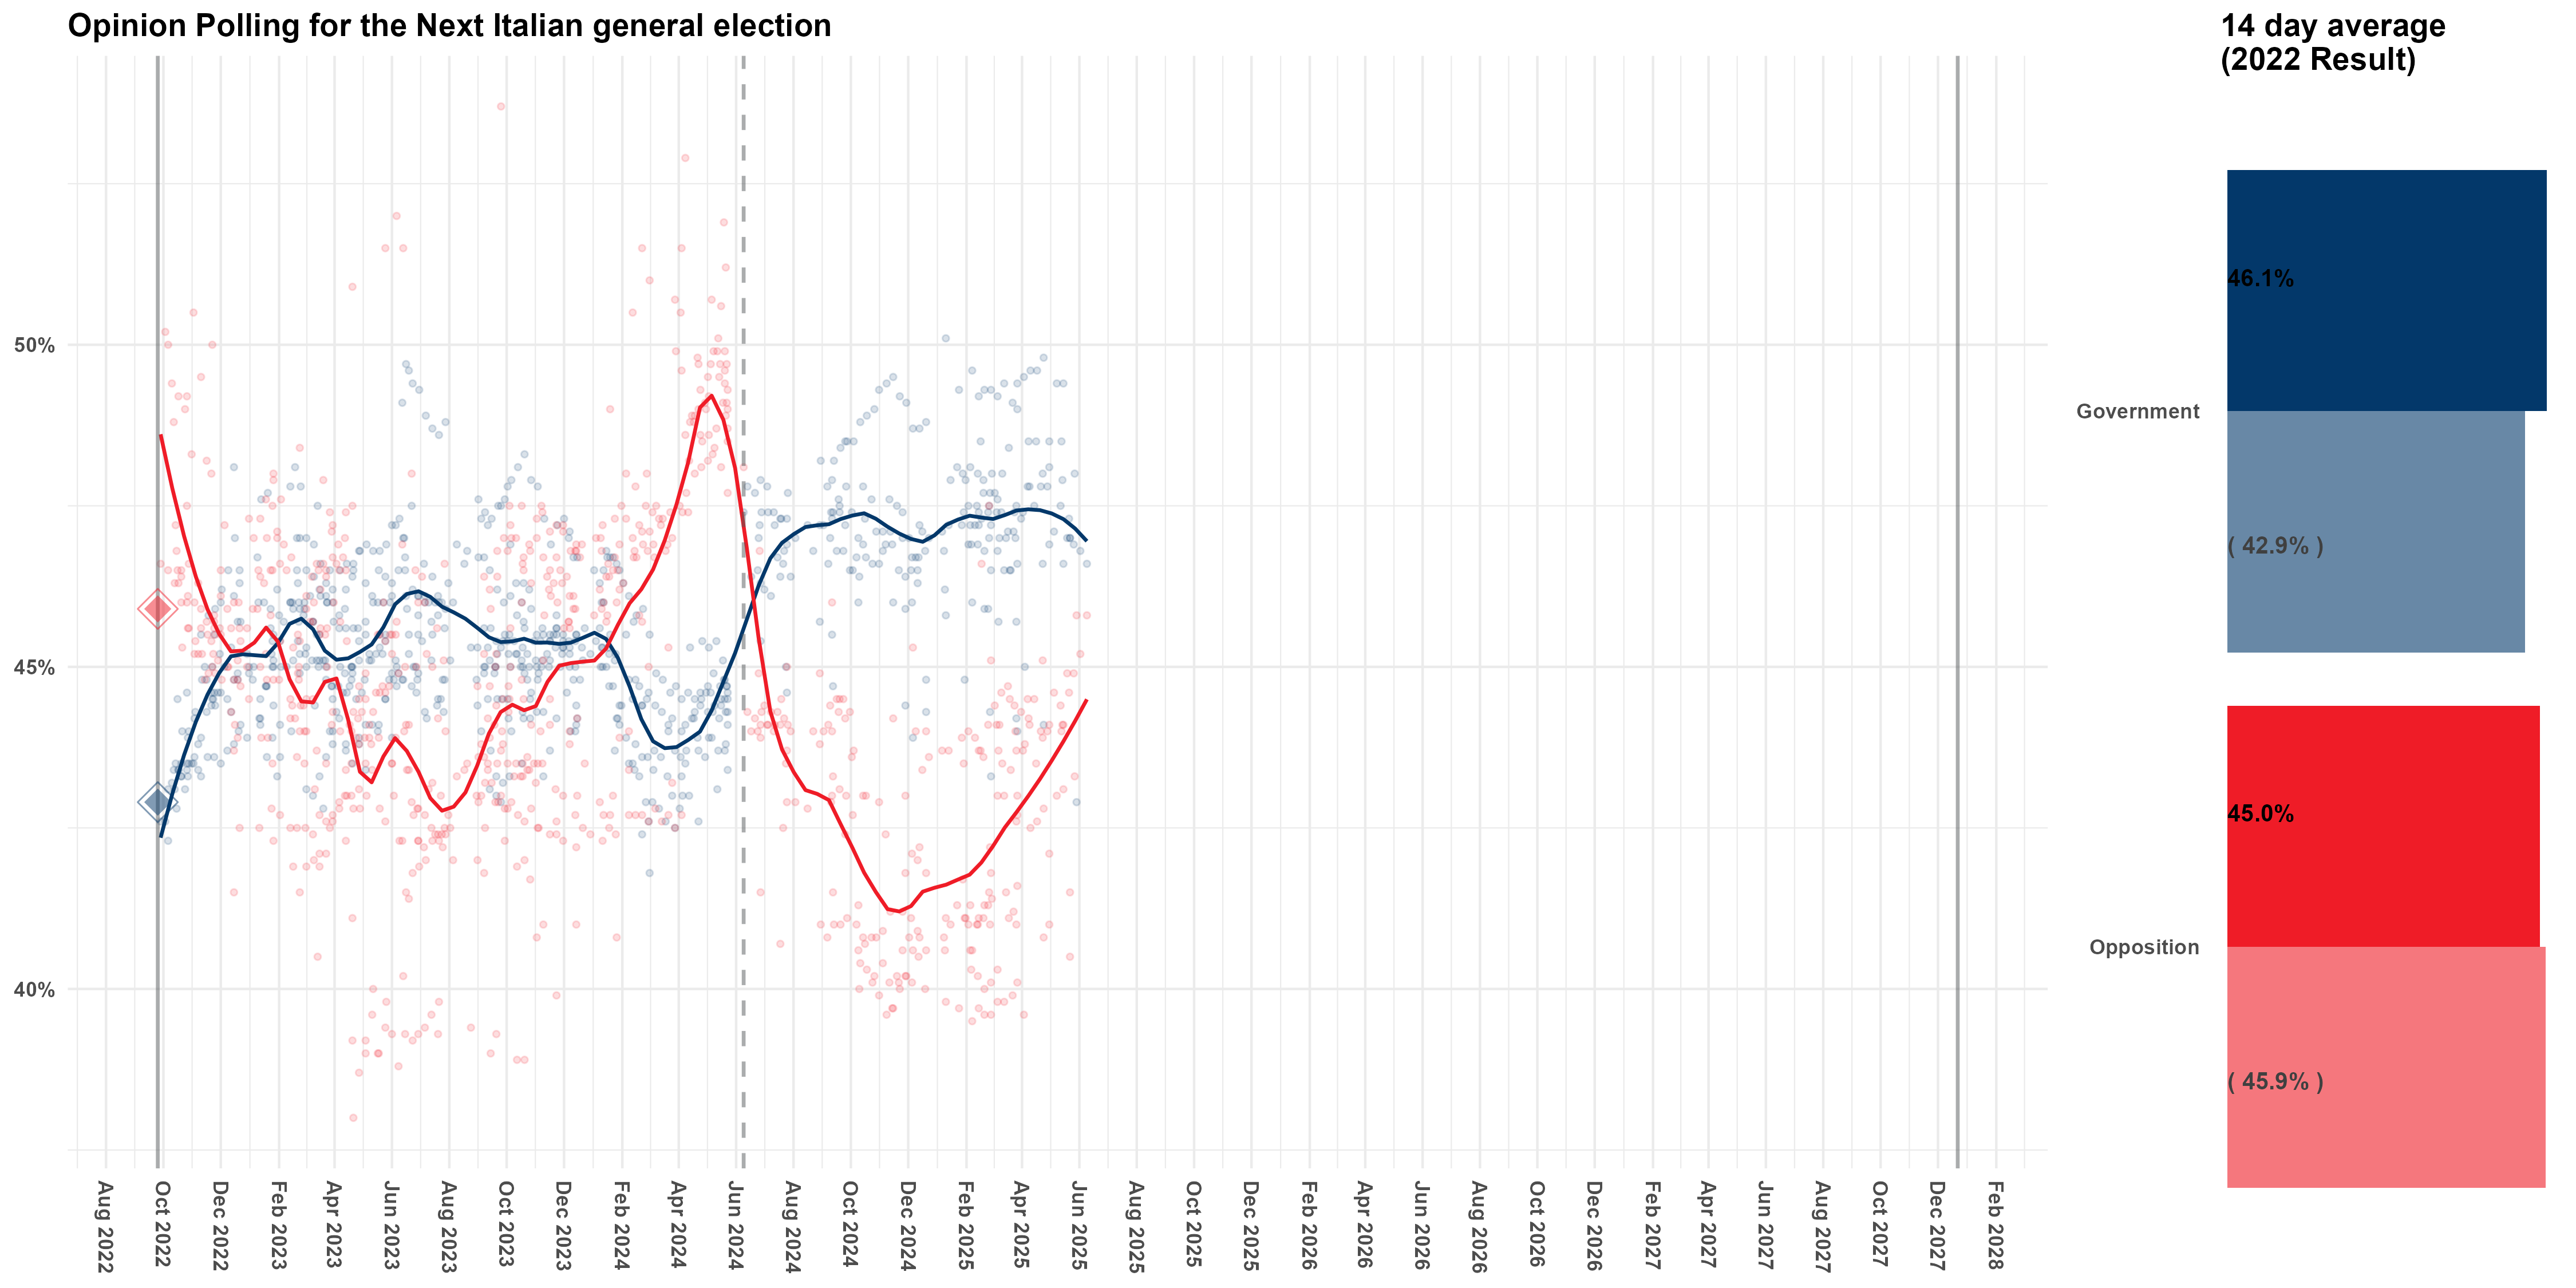 Opinion Polling for the Next Italian general election
14 day average
(2022 Result)
50%
45%
40%
Government
46.1%
( 42.9% )
Opposition
45.0%
( 45.9% )
Aug 2022
Oct 2022
Dec 2022
Feb 2023
Apr 2023
Jun 2023
Aug 2023
Oct 2023
Dec 2023
Feb 2024
Apr 2024
Jun 2024
Aug 2024
Oct 2024
Dec 2024
Feb 2025
Apr 2025
Jun 2025
Aug 2025
Oct 2025
Dec 2025
Feb 2026
Apr 2026
Jun 2026
Aug 2026
Oct 2026
Dec 2026
Feb 2027
Apr 2027
Jun 2027
Aug 2027
Oct 2027
Dec 2027
Feb 2028